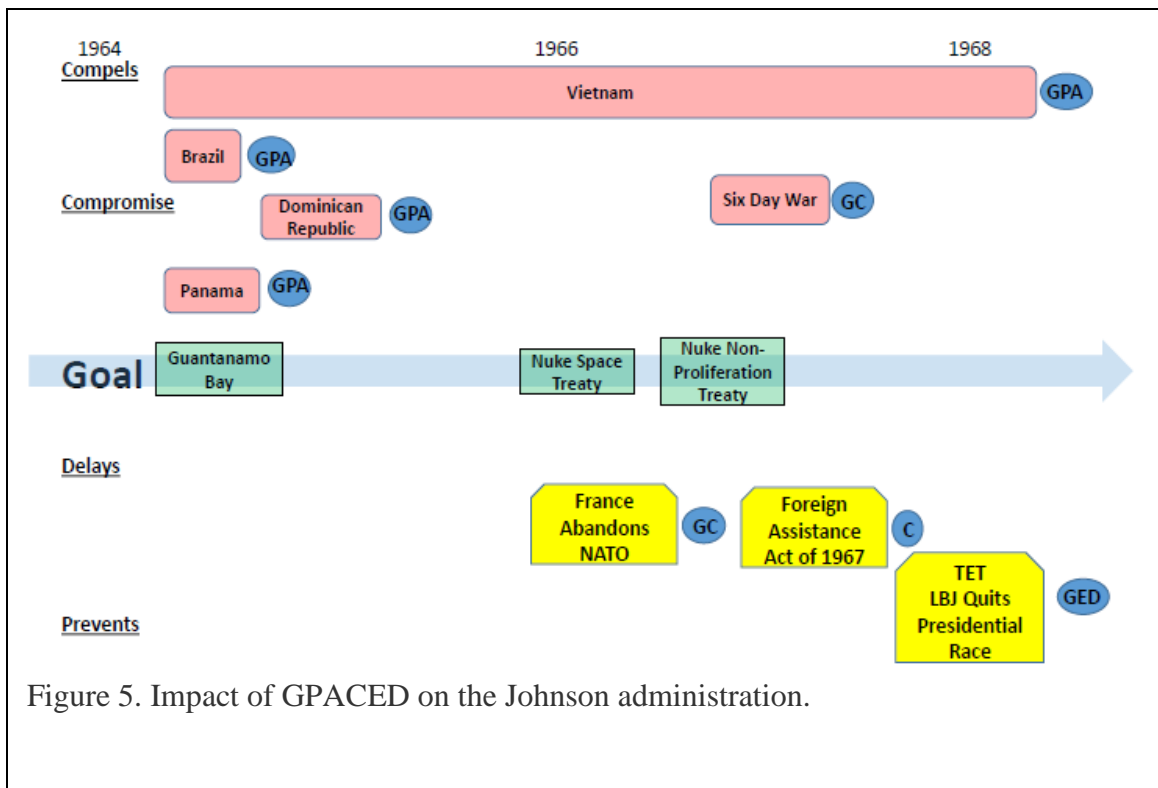 1964 1966 1968
Compels
Vietnam
GPA
Brazil
GPA
Compromise
Dominican
Republic
GPA
Six Day War
GC
Panama
GPA
Goal
Guantanamo
Bay
Nuke Space
Treaty
Nuke Non-
Proliferation
Treaty
Delays
France
Abandons
NATO
GC
Foreign
Assistance
Act of 1967
C
TET
LBJ Quits
Presidential
Race
GED
Prevents
Figure 5. Impact of GPACED on the Johnson administration.